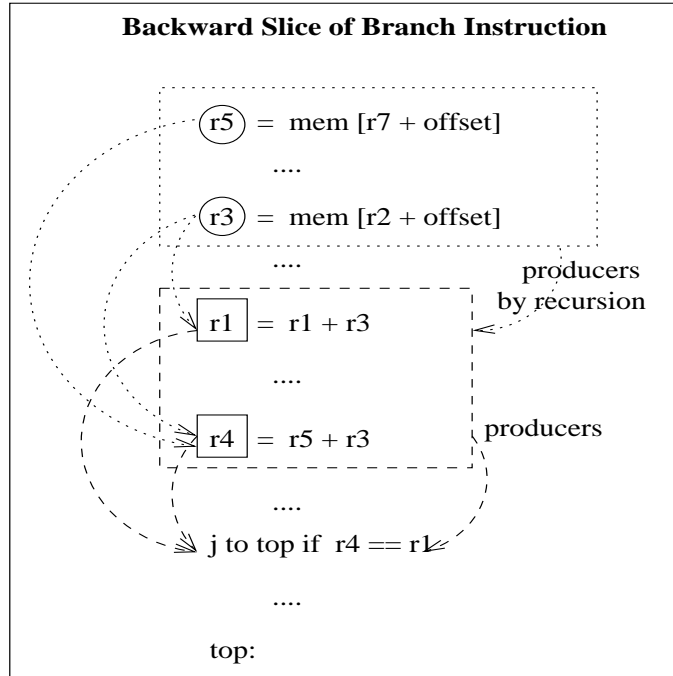 Backward Slice of Branch Instruction
r5 = mem [r7 + offset]
....
r3 = mem [r2 + offset]
....
producers
by recursion
r1 = r1 + r3
....
r4 = r5 + r3
producers
....
j to top if r4 == r1
....
top: